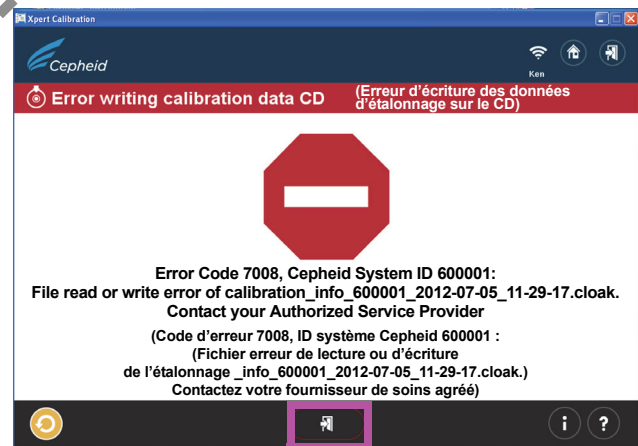 Xpert Calibration
Cepheid
Ken
Error writing calibration data CD
(Erreur d'écriture des données
d'étalonnage sur le CD)
Error Code 7008, Cepheid System ID 600001:
File read or write error of calibration_info_600001_2012-07-05_11-29-17.cloak.
Contact your Authorized Service Provider
(Code d'erreur 7008, ID système Cepheid 600001 :
(Fichier erreur de lecture ou d'écriture
de l'étalonnage _info_600001_2012-07-05_11-29-17.cloak.)
Contactez votre fournisseur de soins agréé)
i ?